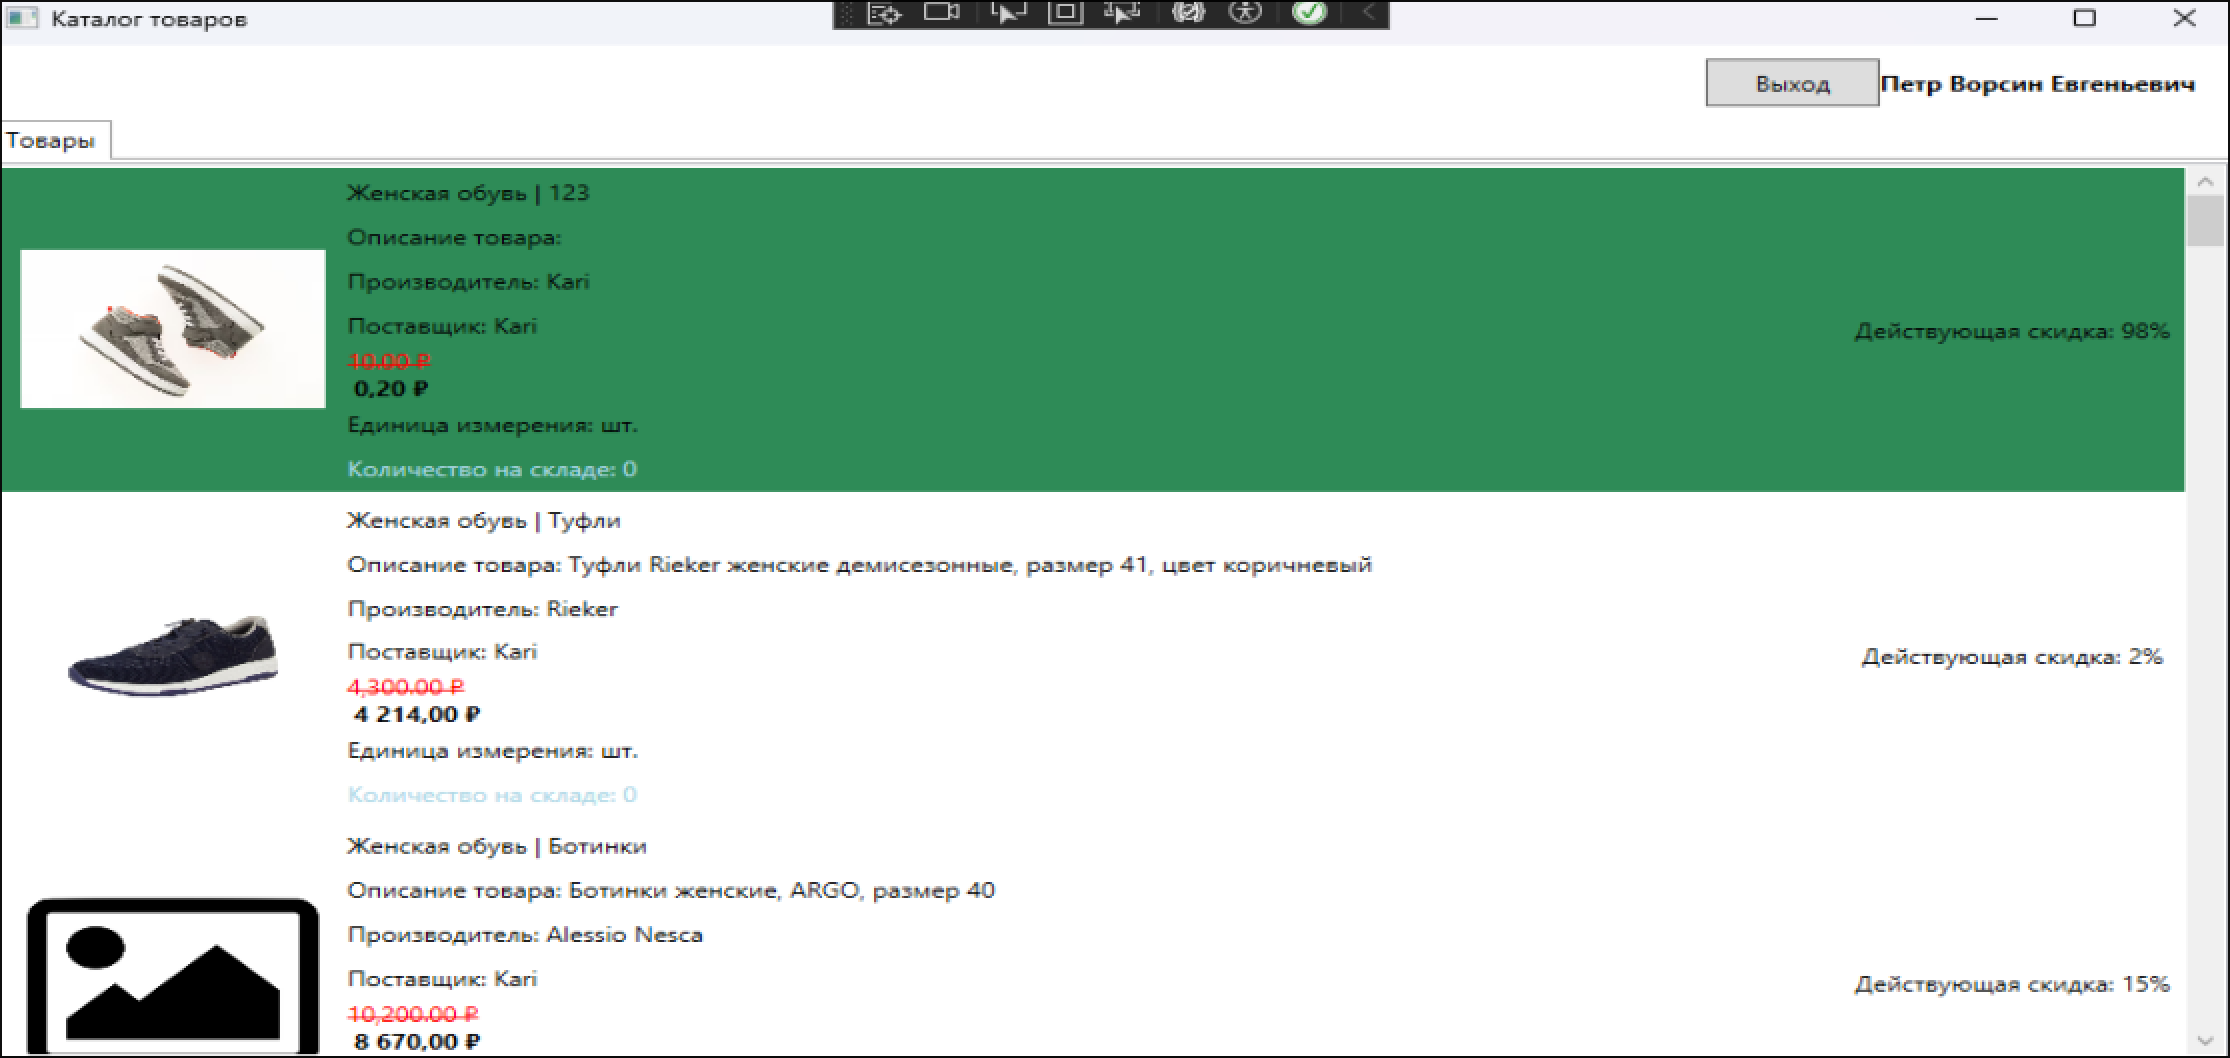 Каталог товаров
Выход
Петр Ворсин Евгеньевич
Товары
Женская обувь | 123
Описание товара:
Производитель: Kari
Поставщик: Kari
10.00 ₽
0,20 ₽
Единица измерения: шт.
Количество на складе: 0
Действующая скидка: 98%
Женская обувь | Туфли
Описание товара: Туфли Rieker женские демисезонные, размер 41, цвет коричневый
Производитель: Rieker
Поставщик: Kari
4,300.00 ₽
4 214,00 ₽
Единица измерения: шт.
Количество на складе: 0
Действующая скидка: 2%
Женская обувь | Ботинки
Описание товара: Ботинки женские, ARGO, размер 40
Производитель: Alessio Nesca
Поставщик: Kari
10,200.00 ₽
8 670,00 ₽
Действующая скидка: 15%